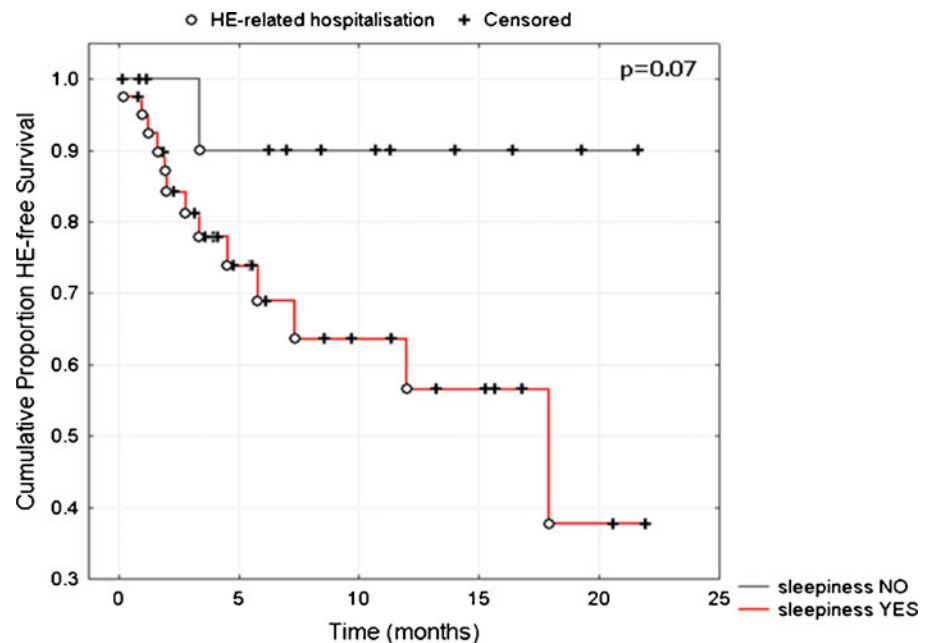 HE-related hospitalisation Censored
p=0.07
Cumulative Proportion HE-free Survival
1.0
0.9
0.8
0.7
0.6
0.5
0.4
0.3
0 5 10 15 20 25
Time (months)
sleepiness NO
sleepiness YES